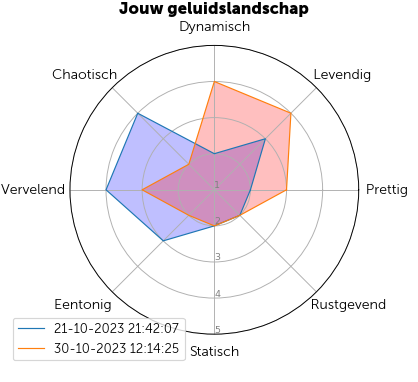 Jouw geluidslandschap
Dynamisch
Chaotisch
Levendig
Vervelend
1
Prettig
2
3
4
Eentonig
Rustgevend
21-10-2023 21:42:07
5
30-10-2023 12:14:25
Statisch